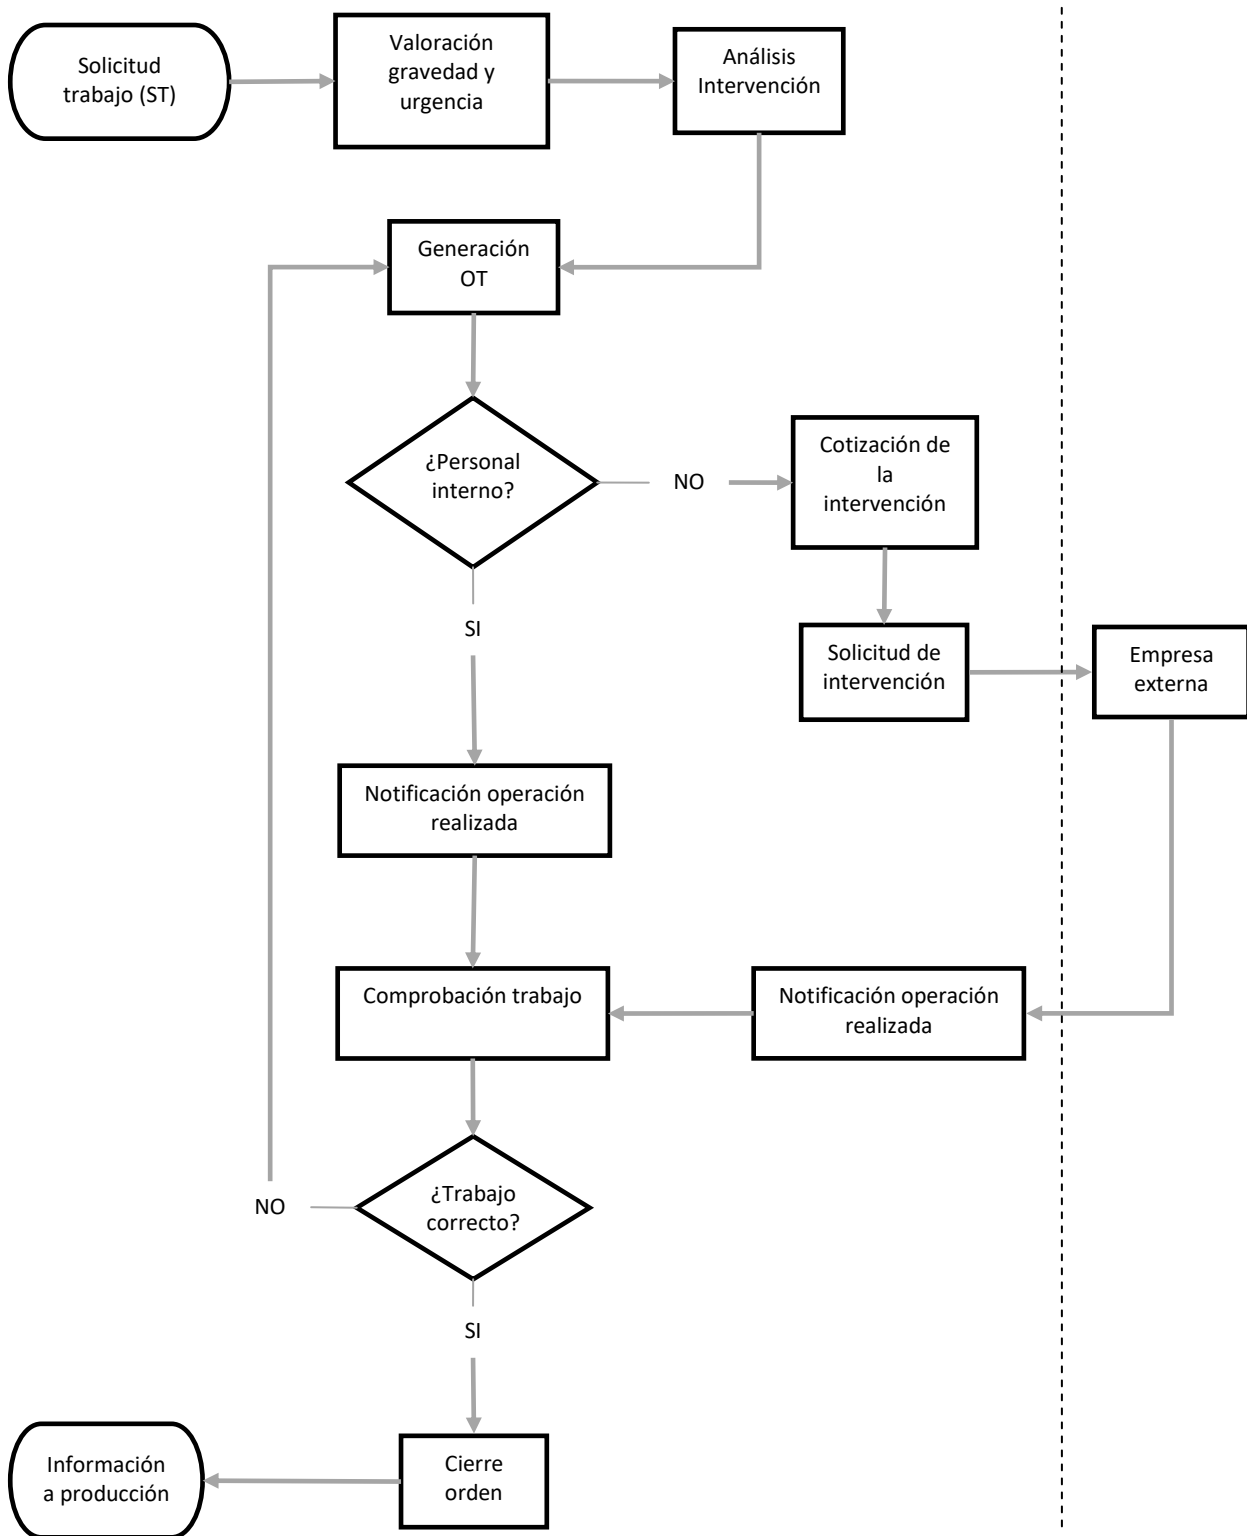 Solicitud
trabajo (ST)
Valoración
gravedad y
urgencia
Análisis
Intervención
Generación
OT
¿Personal
interno?
NO
Cotización de
la
intervención
SI
Solicitud de
intervención
Empresa
externa
Notificación operación
realizada
Comprobación trabajo
Notificación operación
realizada
¿Trabajo
correcto?
NO
SI
Cierre
orden
Información
a producción